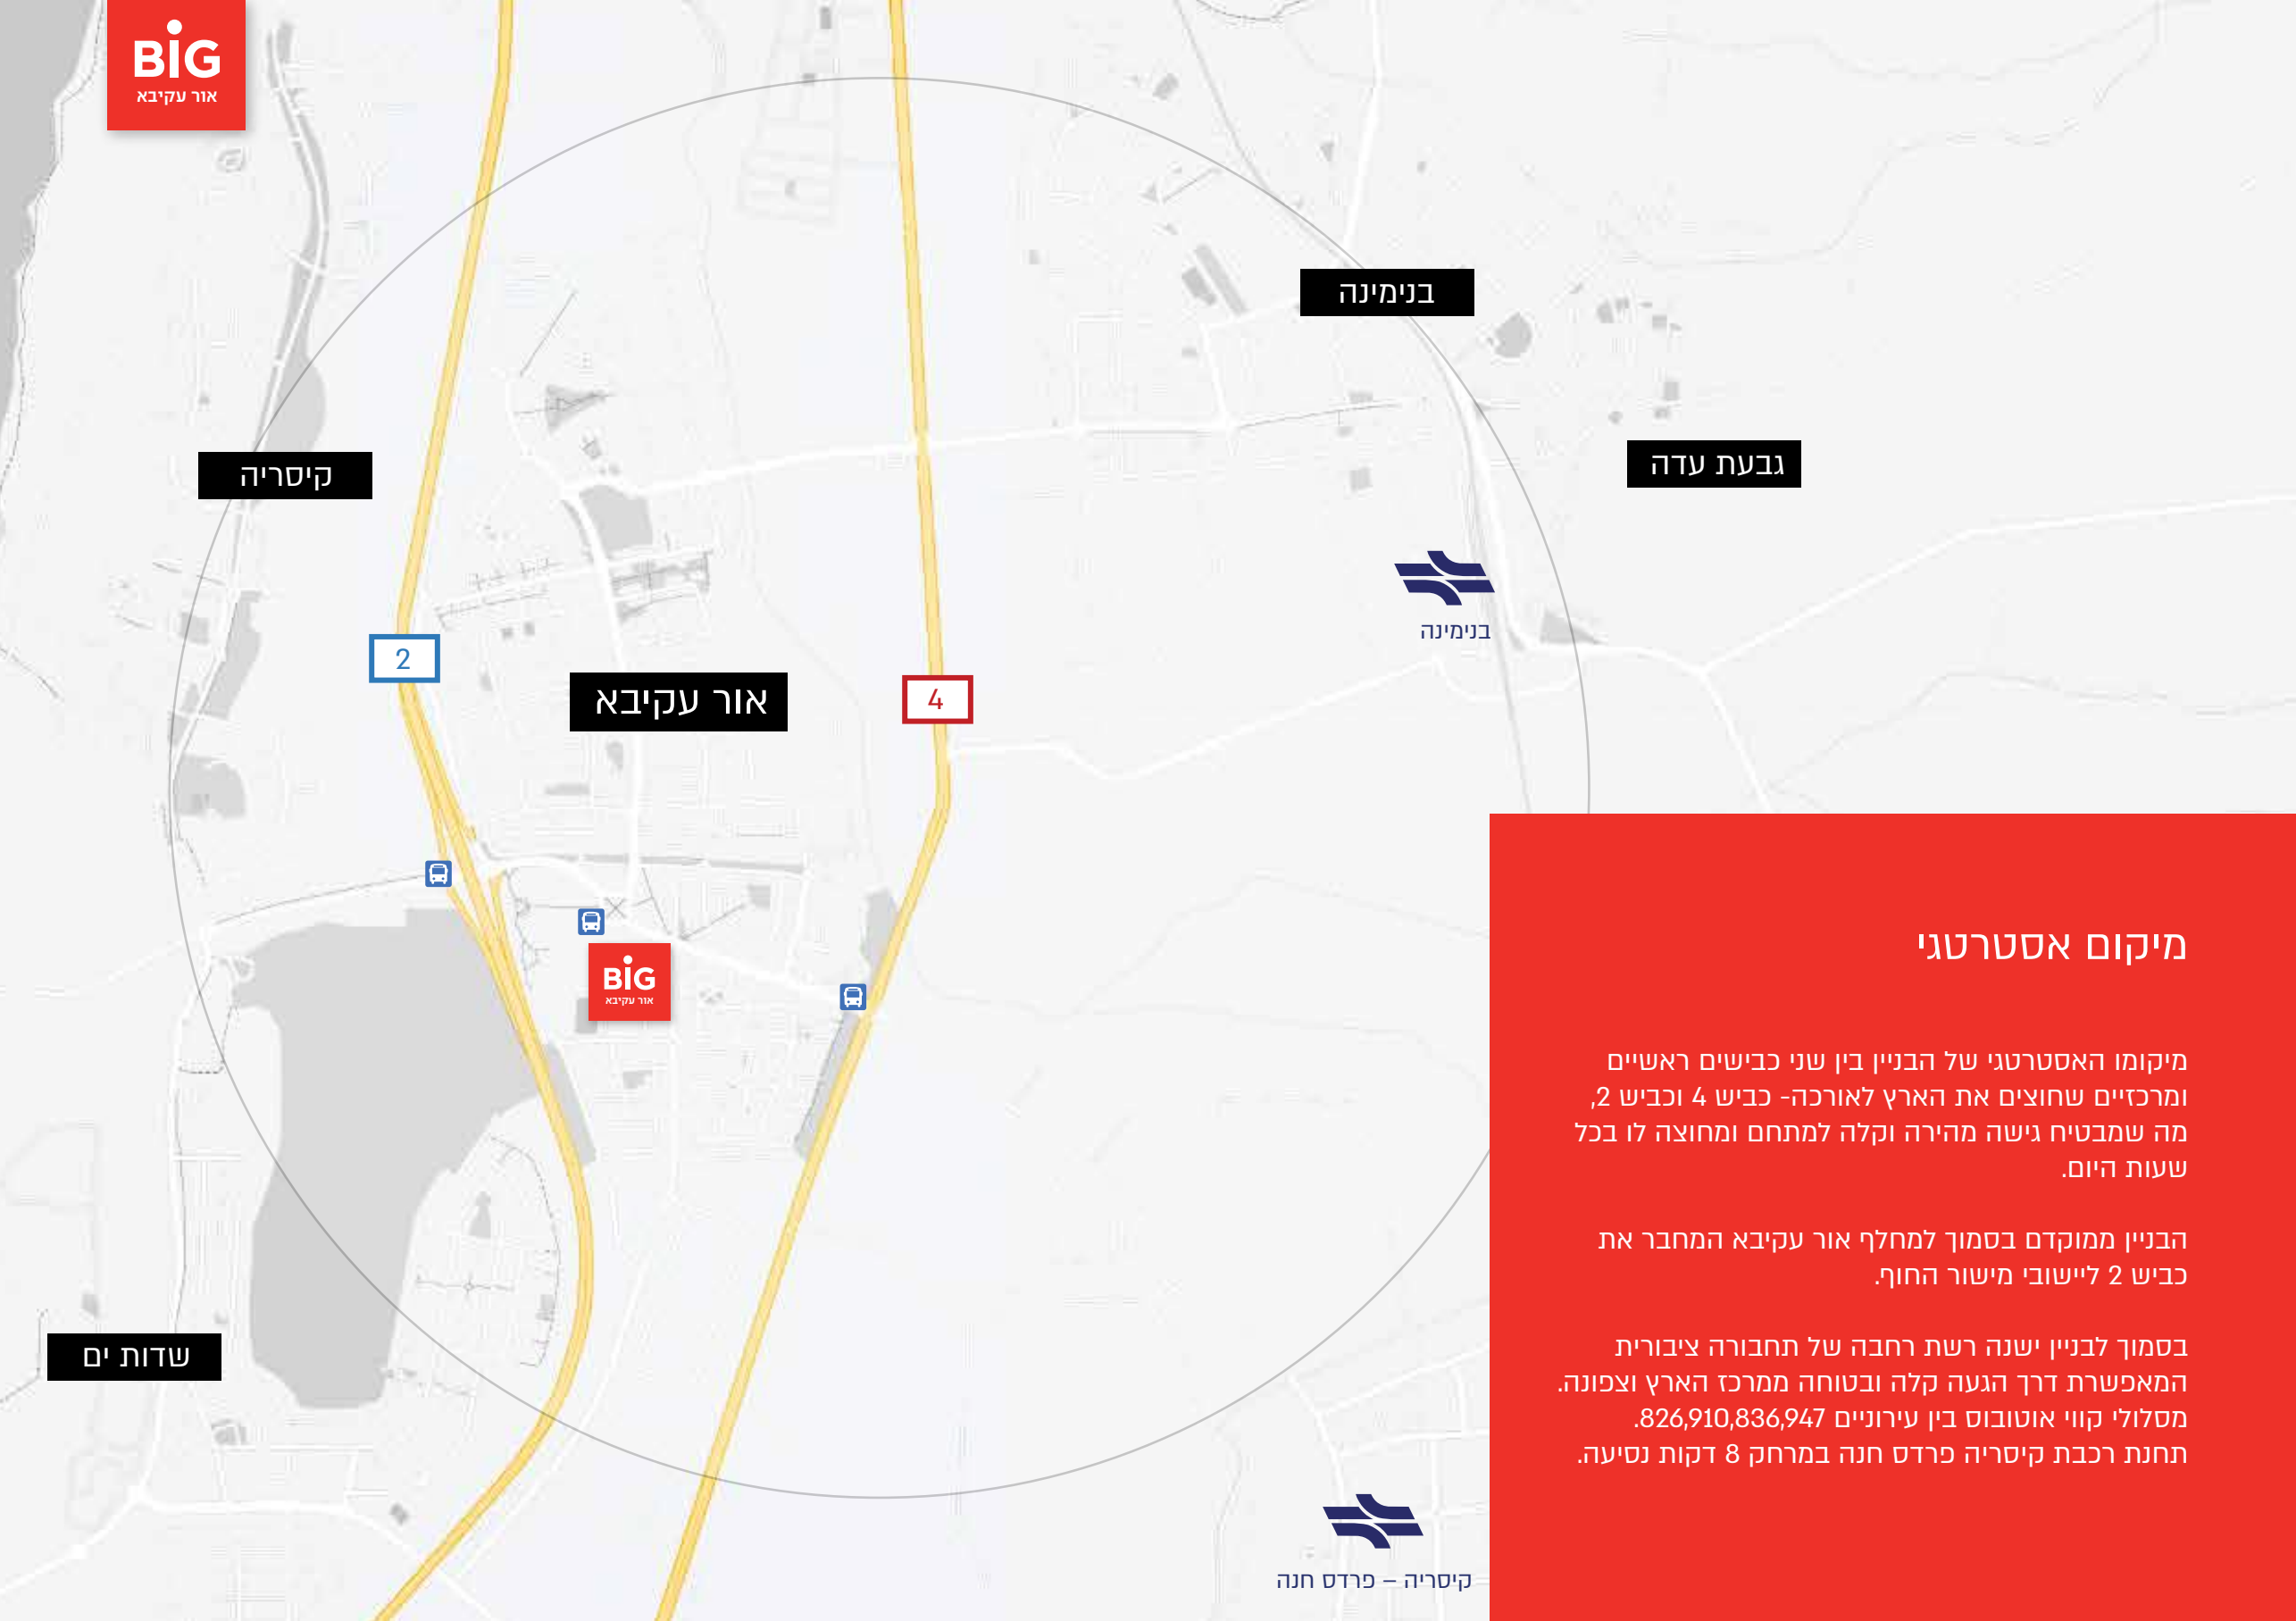 BIG
אור עקיבא
בנימינה
גבעת עדה
קיסריה
בנימינה
2
אור עקיבא
4
BIG
אור עקיבא
שדות ים
קיסריה – פרדס חנה
מיקום אסטרטגי
מיקומו האסטרטגי של הבניין בין שני כבישים ראשיים
ומרכזיים שחוצים את הארץ לאורכה- כביש 4 וכביש 2,
מה שמבטיח גישה מהירה וקלה למתחם ומחוצה לו בכל
שעות היום.
הבניין ממוקדם בסמוך למחלף אור עקיבא המחבר את
כביש 2 ליישובי מישור החוף.
בסמוך לבניין ישנה רשת רחבה של תחבורה ציבורית
המאפשרת דרך הגעה קלה ובטוחה ממרכז הארץ וצפונה.
מסלולי קווי אוטובוס בין עירוניים 826,910,836,947.
תחנת רכבת קיסריה פרדס חנה במרחק 8 דקות נסיעה.